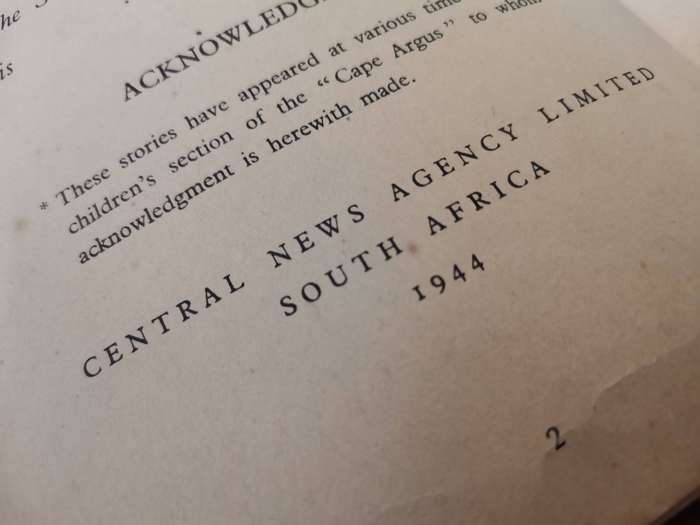 he
is
ACKNOWLEDG
* These stories have appeared at various time
children's section of the “Cape Argus” to whom
acknowledgment is herewith made.
CENTRAL NEWS AGENCY LIMITED
SOUTH AFRICA
1944
2